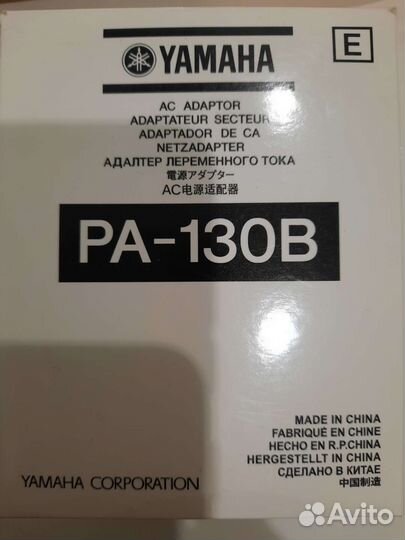 YAMAHA
E
AC ADAPTOR
ADAPTATEUR SECTEUR
ADAPTADOR DE CA
NETZADAPTER
АДАПТЕР ПЕРЕМЕННОГО ТОКА
電源アダプター
AC电源适配器
PA-130B
MADE IN CHINA
FABRIQUÉ EN CHINE
HECHO EN R.P.CHINA
HERGESTELLT IN CHINA
СДЕЛАНО В КИТАЕ
中国制造
YAMAHA CORPORATION
Avito